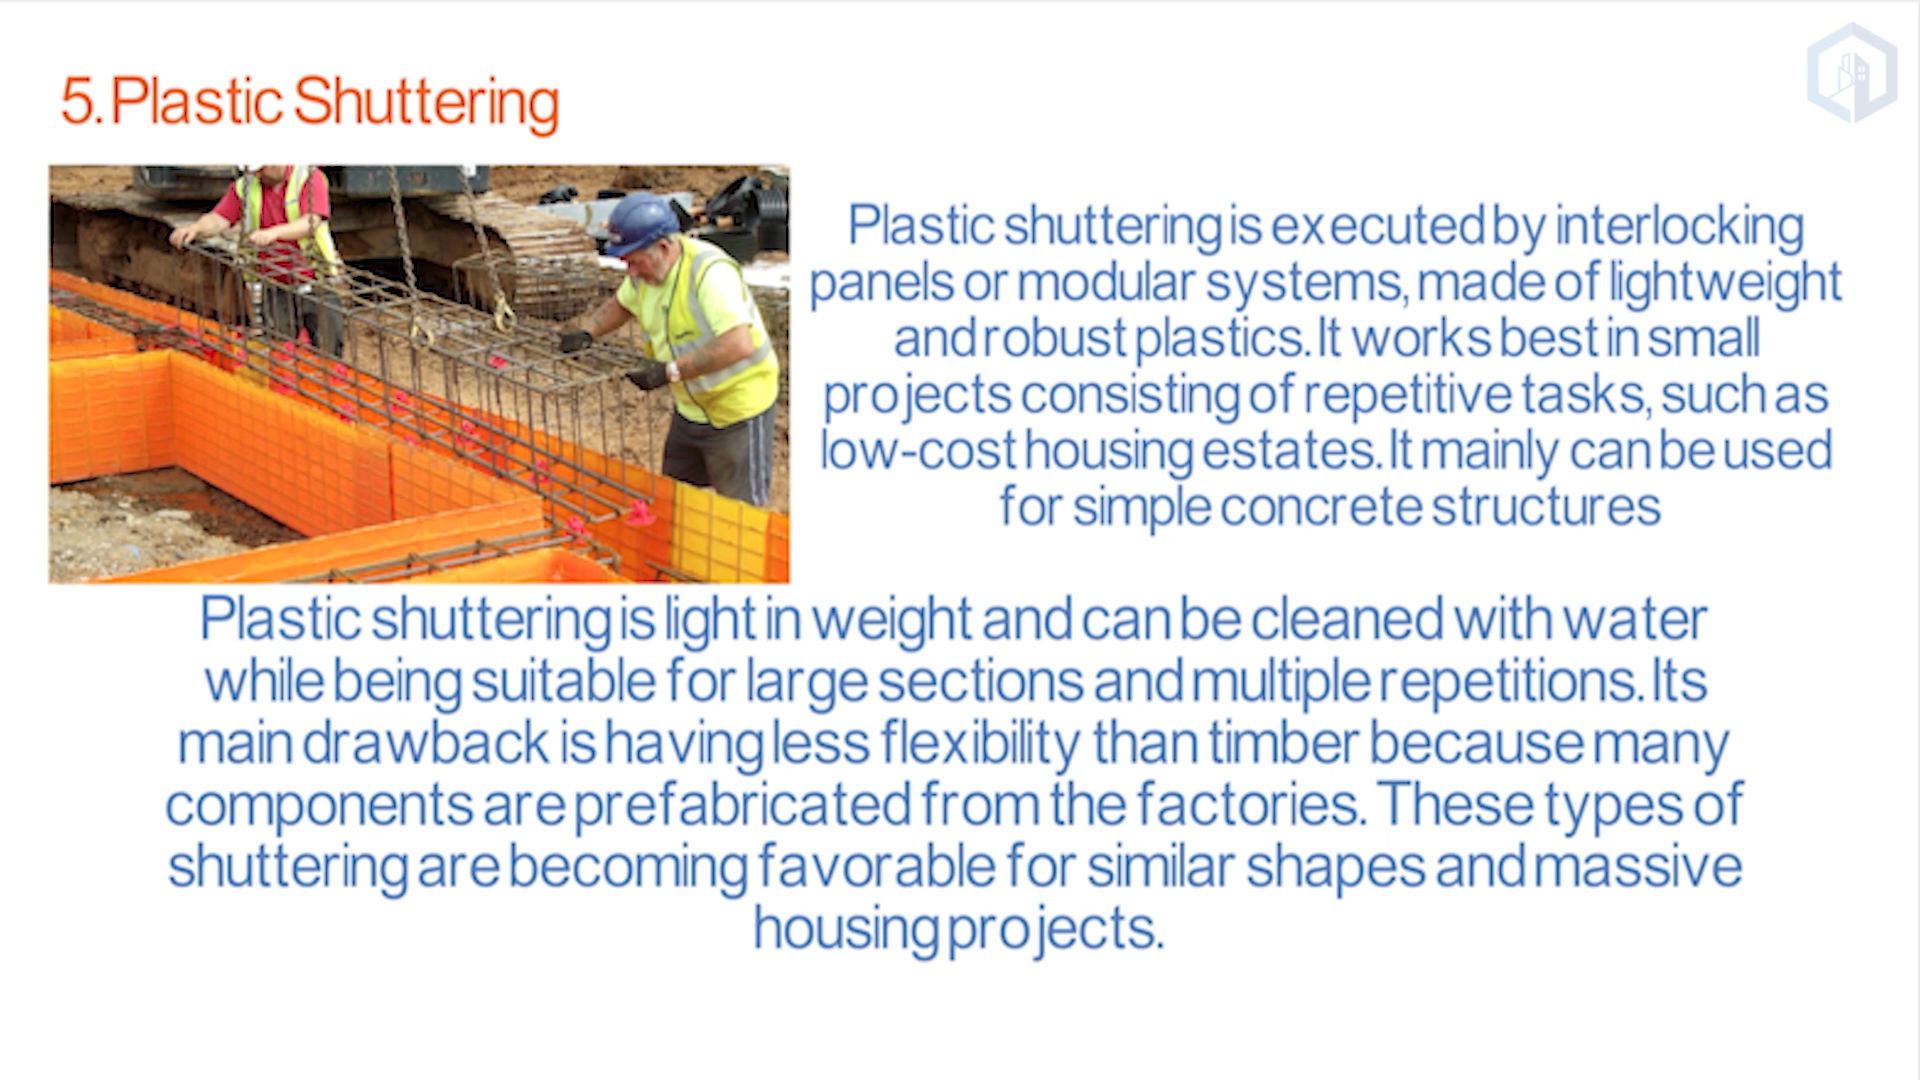 5. Plastic Shuttering
Plastic shuttering is executed by interlocking
panels or modular systems, made of lightweight
and robust plastics. It works best in small
projects consisting of repetitive tasks, such as
low-cost housing estates. It mainly can be used
for simple concrete structures
Plastic shuttering is light in weight and can be cleaned with water
while being suitable for large sections and multiple repetitions. Its
main drawback is having less flexibility than timber because many
components are prefabricated from the factories. These types of
shuttering are becoming favorable for similar shapes and massive
housing projects.